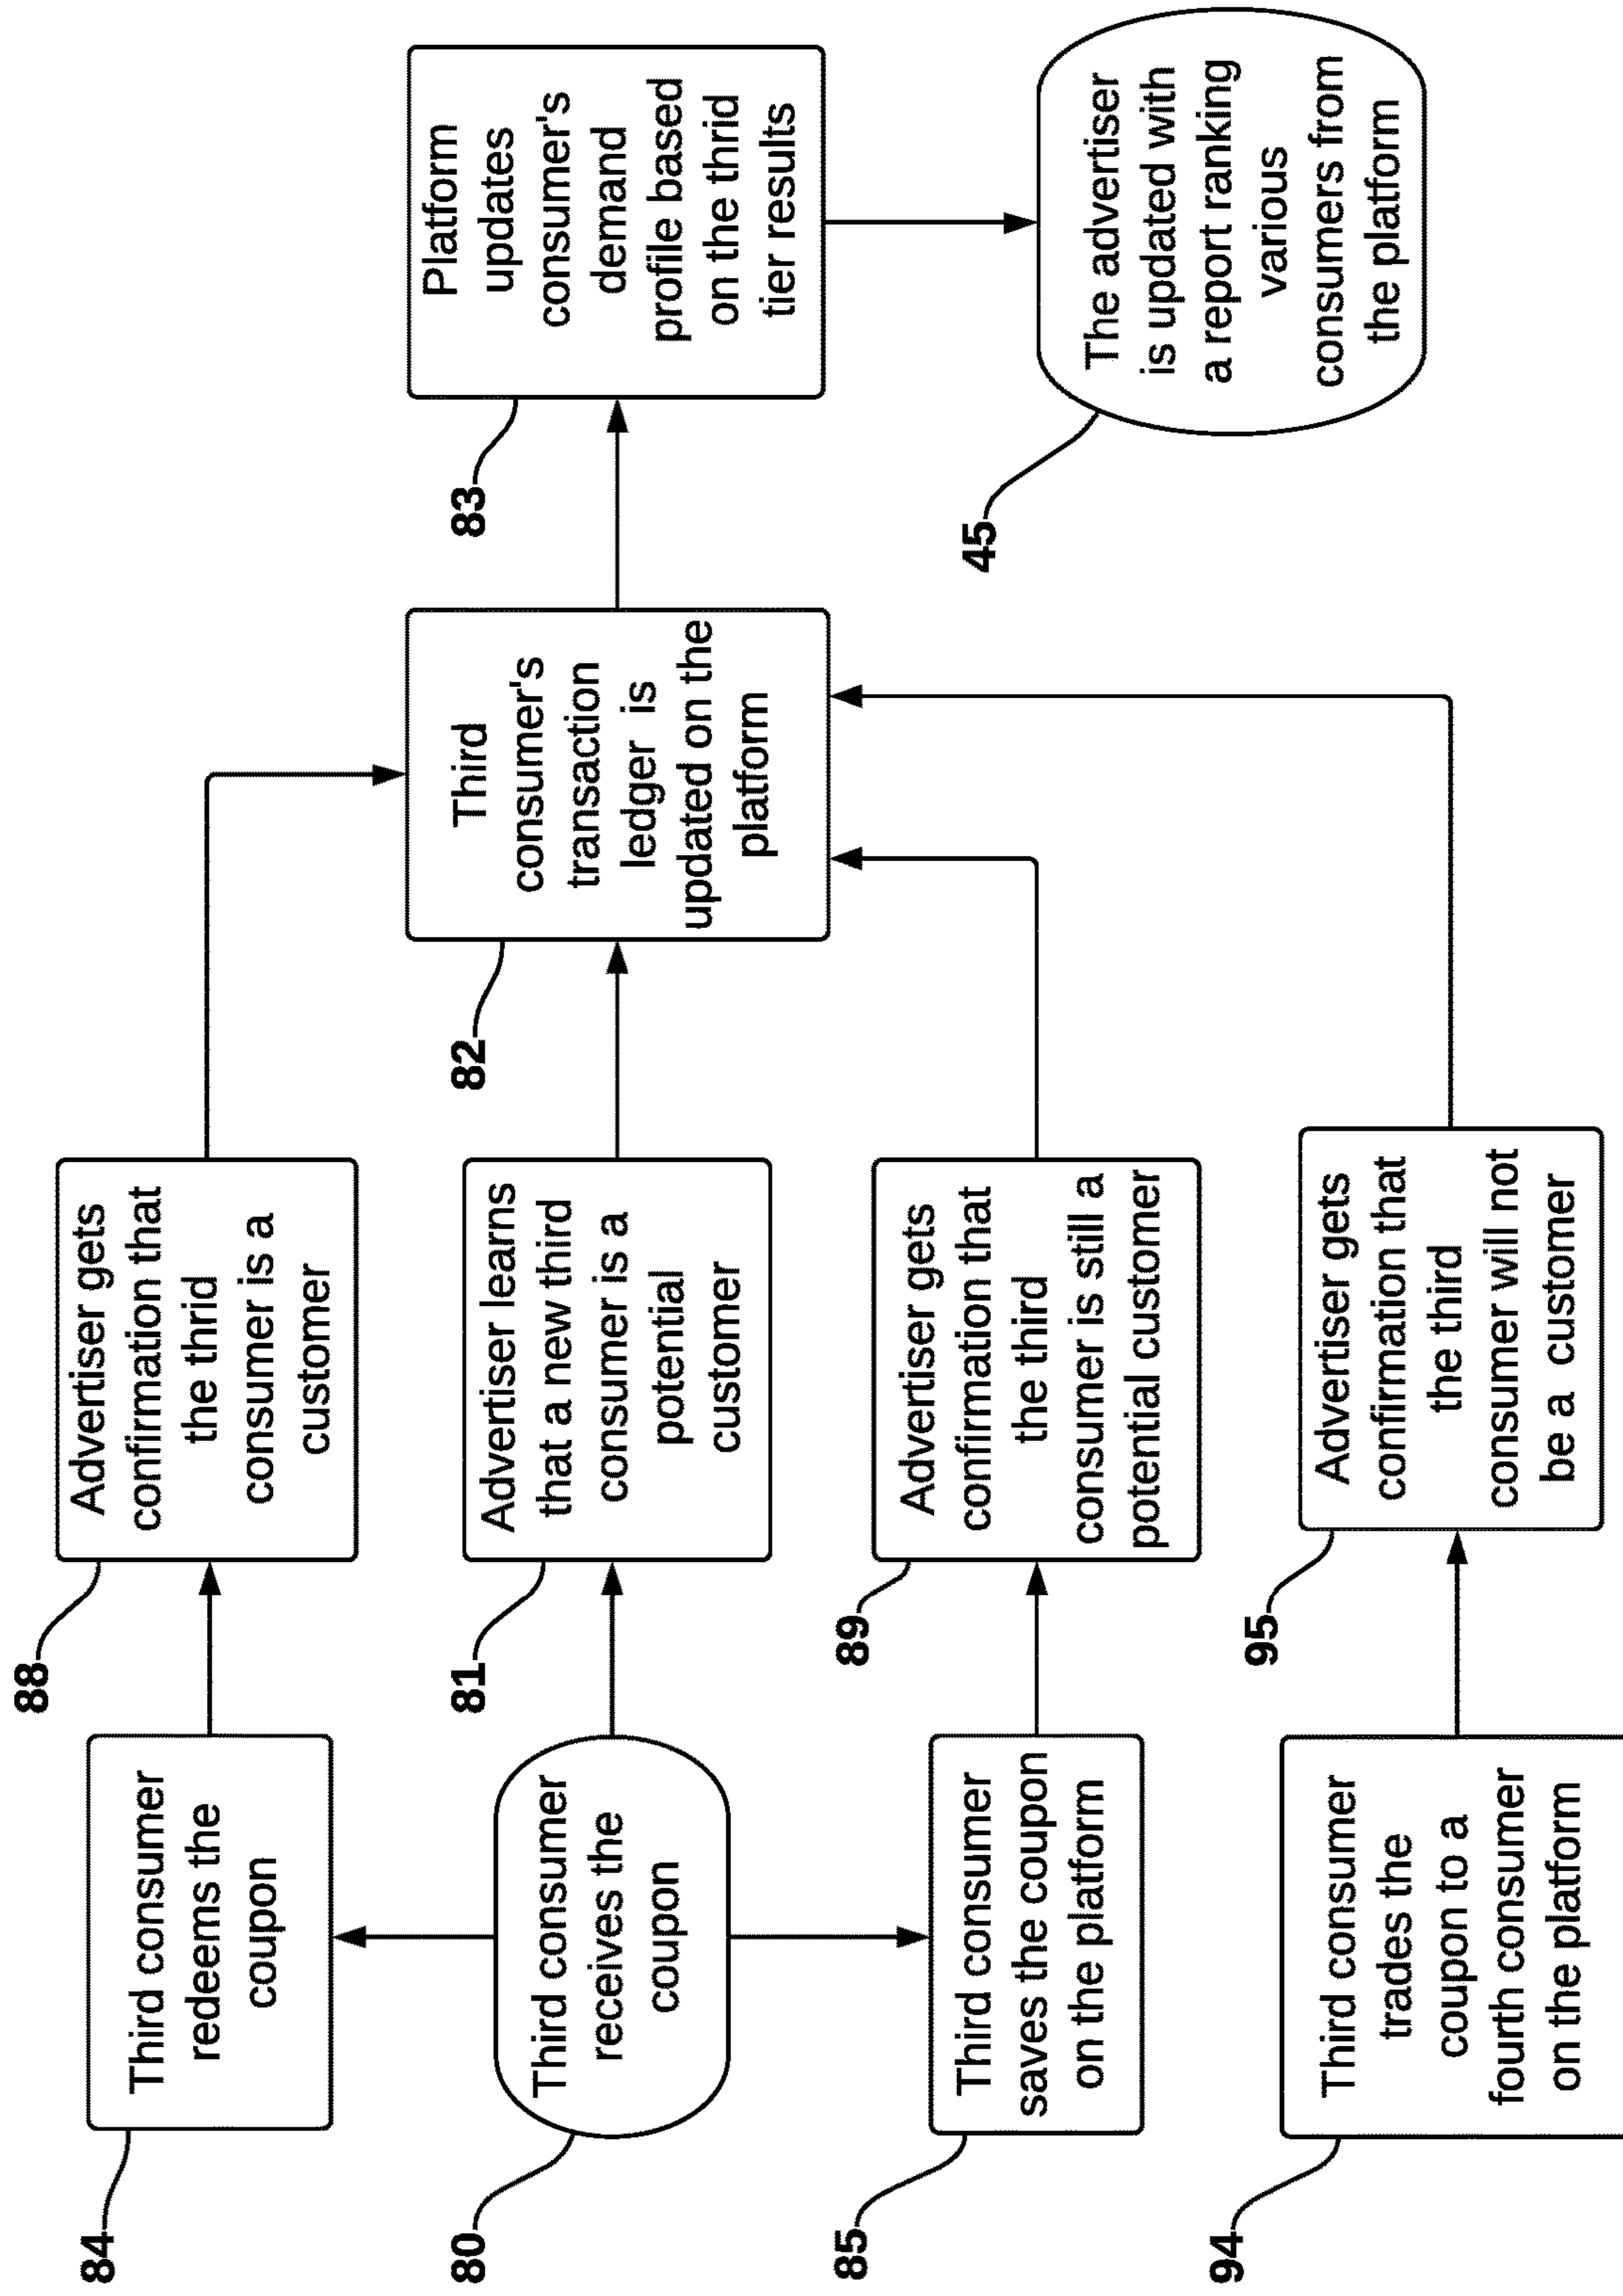 84
Third consumer
redeems the
coupon
88
Advertiser gets
confirmation that
the thrid
consumer is a
customer
80
Third consumer
receives the
coupon
81
Advertiser learns
that a new third
consumer is a
potential
customer
82
Third
consumer's
transaction
ledger is
updated on the
platform
83
Platform
updates
consumer's
demand
profile based
on the thrid
tier results
85
Third consumer
saves the coupon
on the platform
89
Advertiser gets
confirmation that
the third
consumer is still a
potential customer
45
The advertiser
is updated with
a report ranking
various
consumers from
the platform
94
Third consumer
trades the
coupon to a
fourth consumer
on the platform
95
Advertiser gets
confirmation that
the third
consumer will not
be a customer